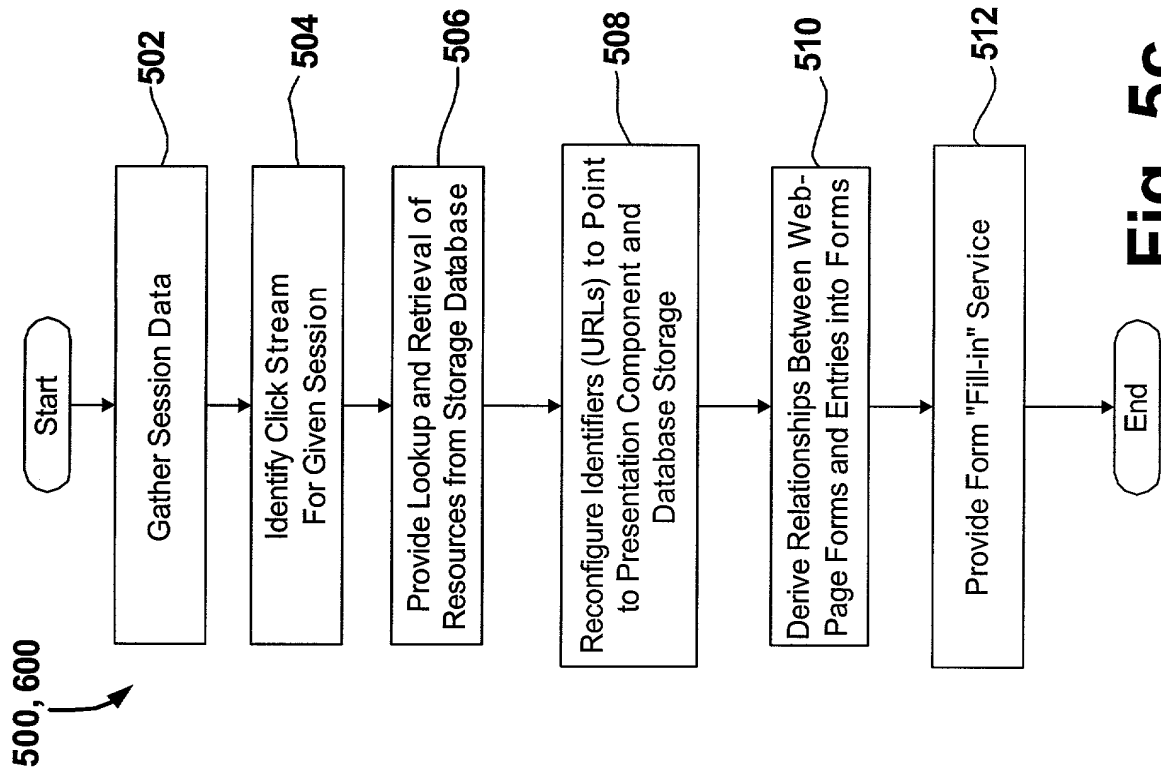 500, 600
Start
Gather Session Data
502
Identify Click Stream
For Given Session
504
Provide Lookup and Retrieval of
Resources from Storage Database
506
Reconfigure Identifiers (URLs) to Point
to Presentation Component and
Database Storage
508
Derive Relationships Between Web-
Page Forms and Entries into Forms
510
Provide Form "Fill-in" Service
512
End
Fig.